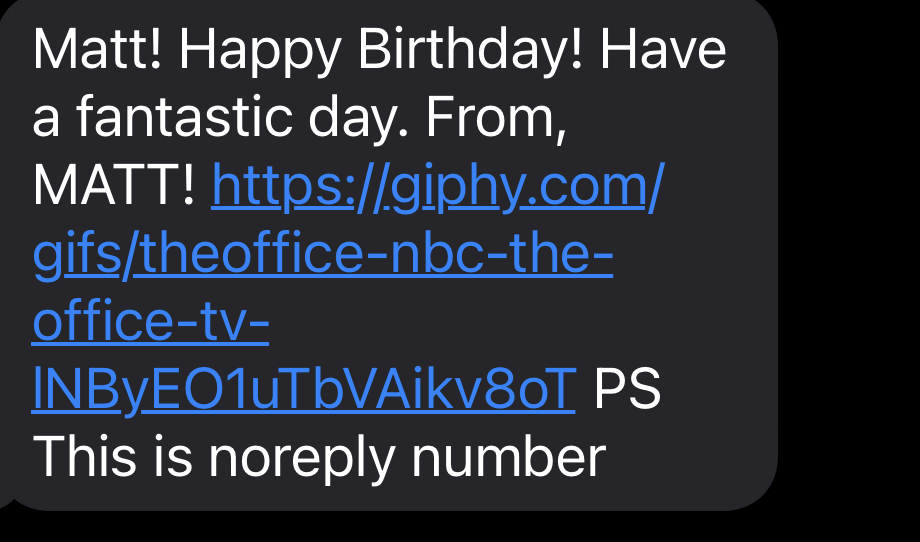 Matt! Happy Birthday! Have
a fantastic day. From,
MATT! https://giphy.com/
gifs/theoffice-nbc-the-
office-tv-
lNByEO1uTbVAikv8oT PS
This is noreply number